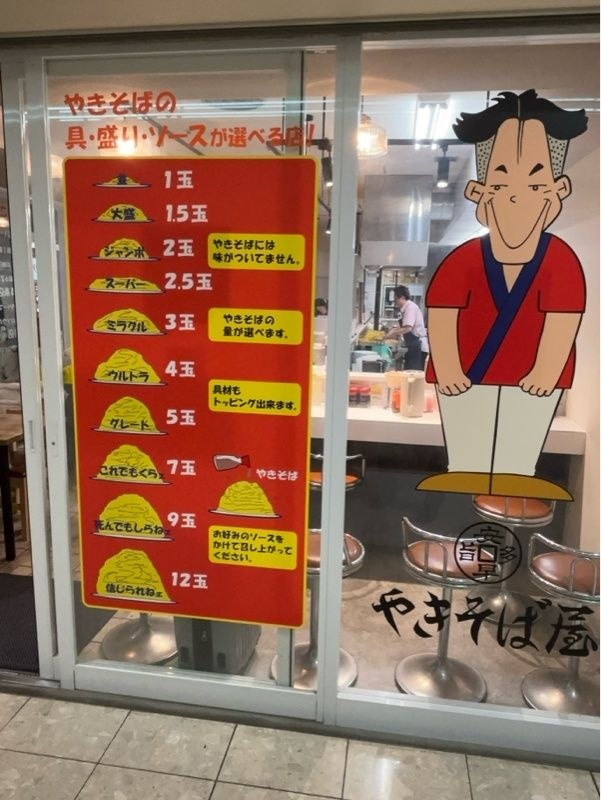 やきそばの
具・盛り・ソースが選べる店!
並 1玉
大盛 1.5玉
ジャンボ 2玉
スーパー 2.5玉
ミラクル 3玉
ウルトラ 4玉
グレート 5玉
これでもくらぇ 7玉
死んでもしらねェ 9玉
信じられねェ 12玉
やきそばには
味がついてません。
やきそばの
量が選べます。
具材も
トッピング出来ます。
やきそば
お好みのソースを
かけて召し上がって
ください。
安
旨口多
早
やきそば屋